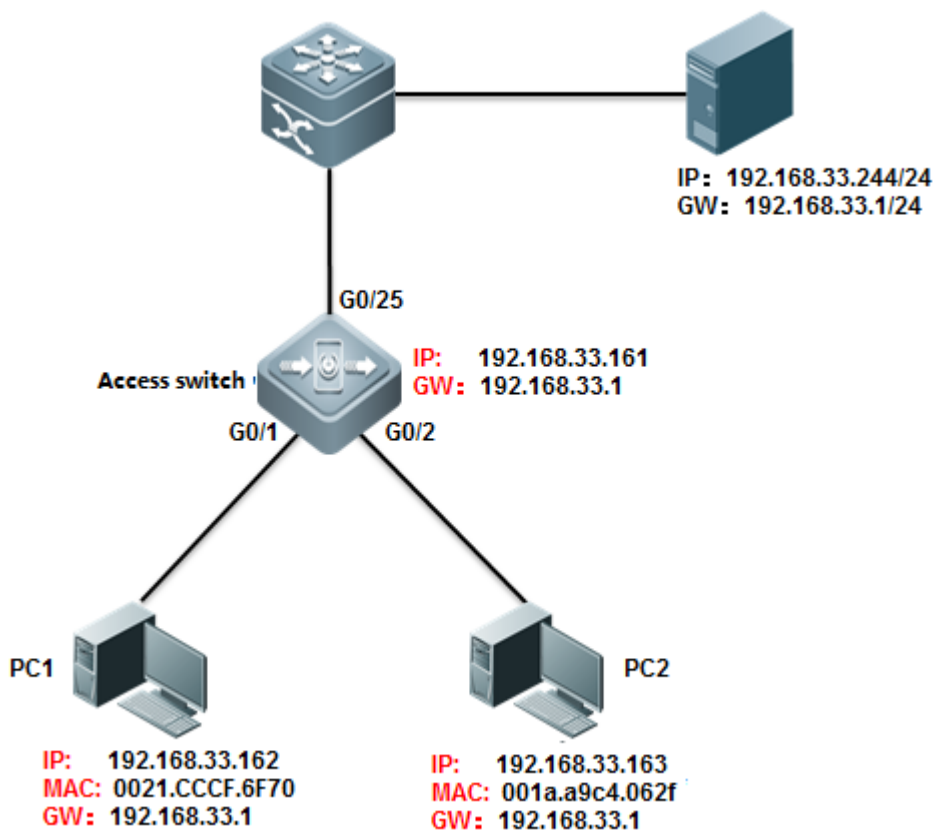 IP： 192.168.33.244/24
GW：192.168.33.1/24
G0/25
IP: 192.168.33.161
GW：192.168.33.1
Access switch
G0/1
G0/2
PC1
PC2
IP: 192.168.33.162
MAC: 0021.CCCF.6F70
GW：192.168.33.1
IP: 192.168.33.163
MAC: 001a.a9c4.062f
GW：192.168.33.1